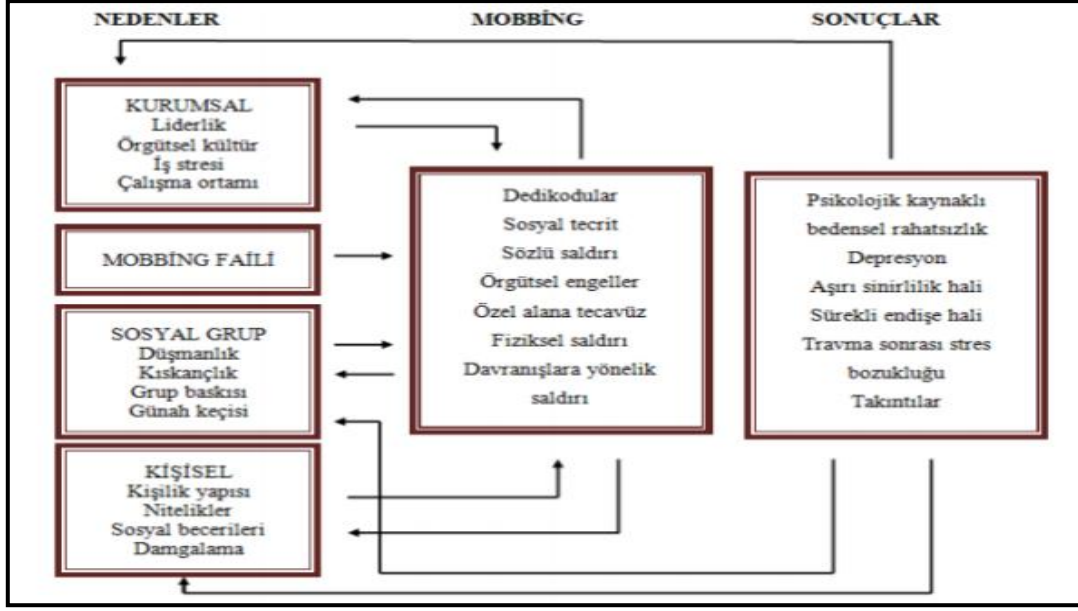 NEDENLER
MOBBİNG
SONUÇLAR
KURUMSAL
Liderlik
Örgütsel kültür
İş stresi
Çalışma ortamı
MOBBİNG FAİLİ
SOSYAL GRUP
Düşmanlık
Kıskançlık
Grup baskısı
Günah keçisi
KİŞİSEL
Kişilik yapısı
Nitelikler
Sosyal becerileri
Damgalama
Dedikodular
Sosyal tecrit
Sözlü saldırı
Örgütsel engeller
Özel alana tecavüz
Fiziksel saldırı
Davranışlara yönelik
saldırı
Psikolojik kaynaklı
bedensel rahatsızlık
Depresyon
Aşırı sinirlilik hali
Sürekli endişe hali
Travma sonrası stres
bozukluğu
Takıntılar